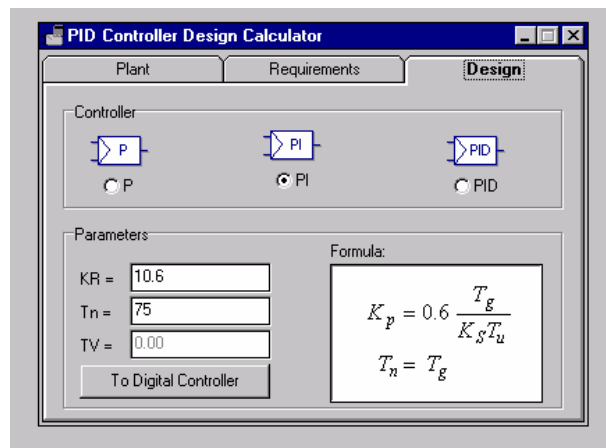 PID Controller Design Calculator
Plant Requirements Design
Controller
P PI PID
P PI PID
Parameters
Formula:
KR = 10.6
Tn = 75
TV = 0.00
To Digital Controller
K_p = 0.6 T_g / K_S T_u
T_n = T_g